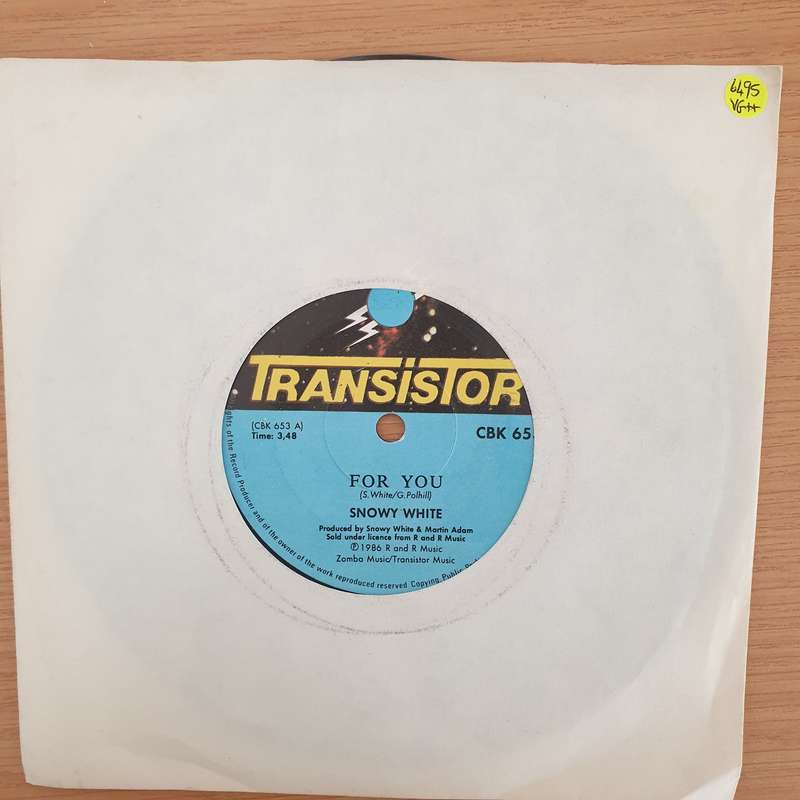 6495
VG++
TRANSISTOR
(CBK 653 A)
Time: 3,48
CBK 65
FOR YOU
(S. White/G. Polhill)
SNOWY WHITE
Produced by Snowy White & Martin Adam
Sold under licence from R and R Music
℗ 1986 R and R Music
Zomba Music/Transistor Music
of the Record Producer and of the owner of the work reproduced reserved Copying, Public